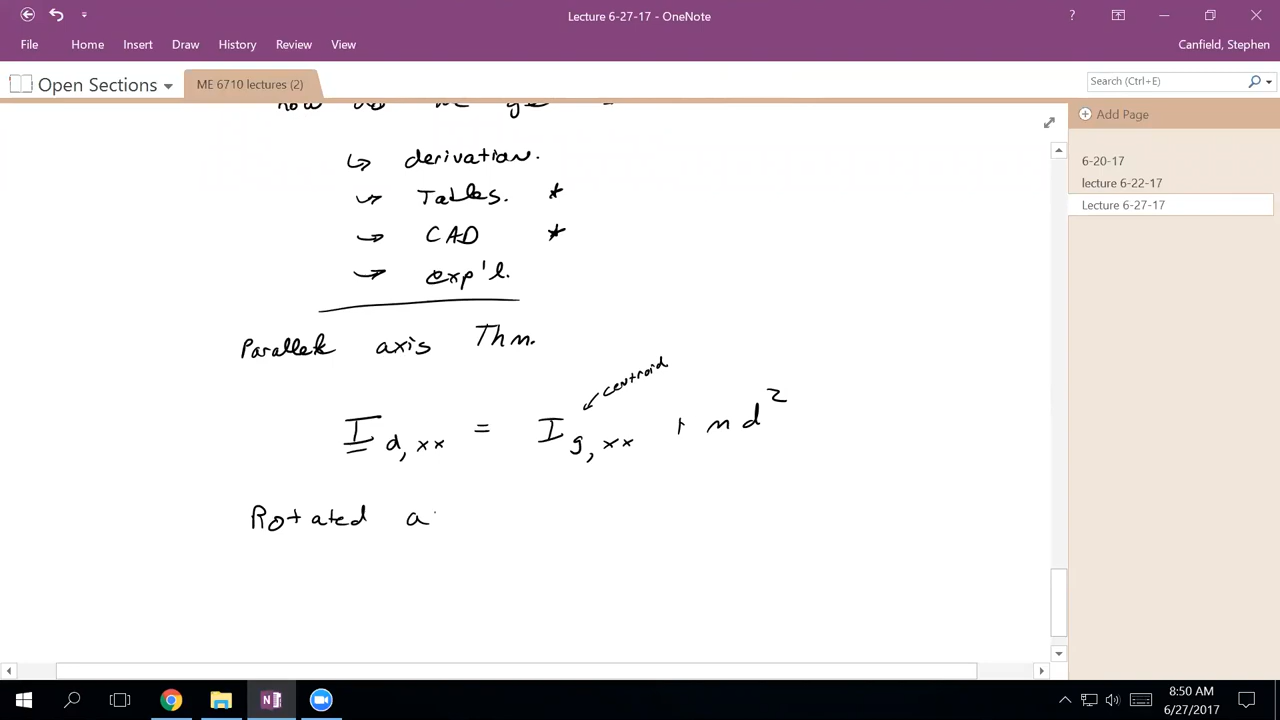 Lecture 6-27-17 - OneNote
?
File Home Insert Draw History Review View
Canfield, Stephen
Open Sections
ME 6710 lectures (2)
Search (Ctrl+E)
Add Page
6-20-17
lecture 6-22-17
Lecture 6-27-17
↳ derivation.
→ Tables. *
→ CAD *
→ exp'l.
Parallel axis Thm.
centroid
I d, xx = I g, xx + m d²
Rotated a
8:50 AM
6/27/2017